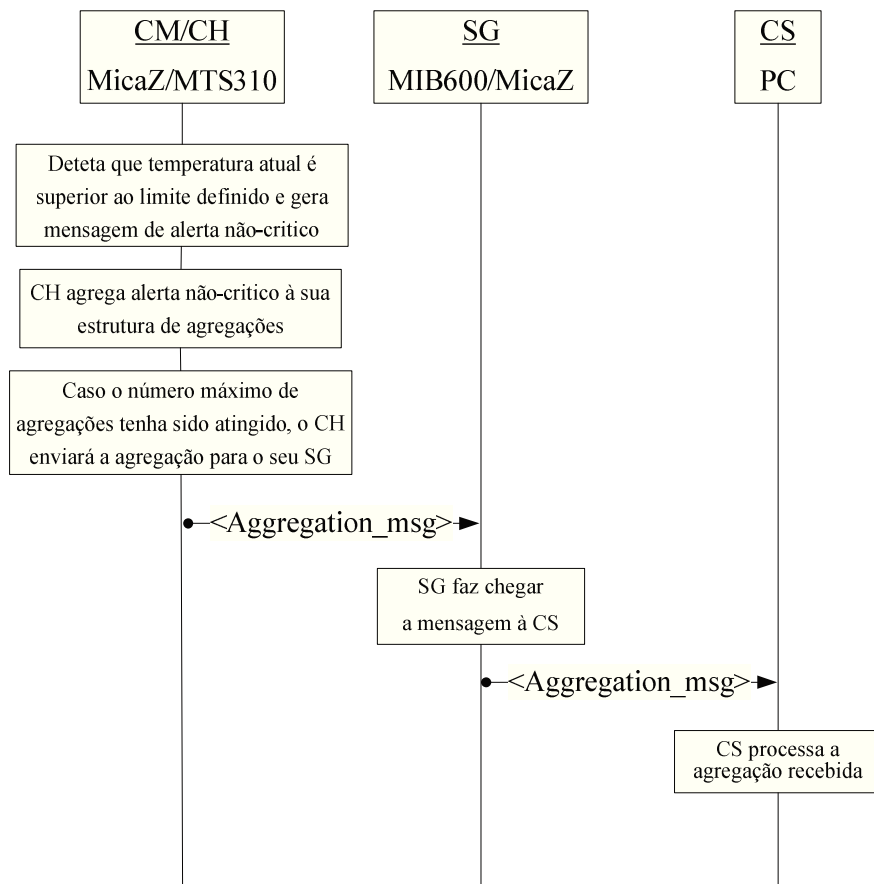 CM/CH
MicaZ/MTS310
SG
MIB600/MicaZ
CS
PC
Deteta que temperatura atual é
superior ao limite definido e gera
mensagem de alerta não-critico
CH agrega alerta não-critico à sua
estrutura de agregações
Caso o número máximo de
agregações tenha sido atingido, o CH
enviará a agregação para o seu SG
<Aggregation_msg>
SG faz chegar
a mensagem à CS
<Aggregation_msg>
CS processa a
agregação recebida